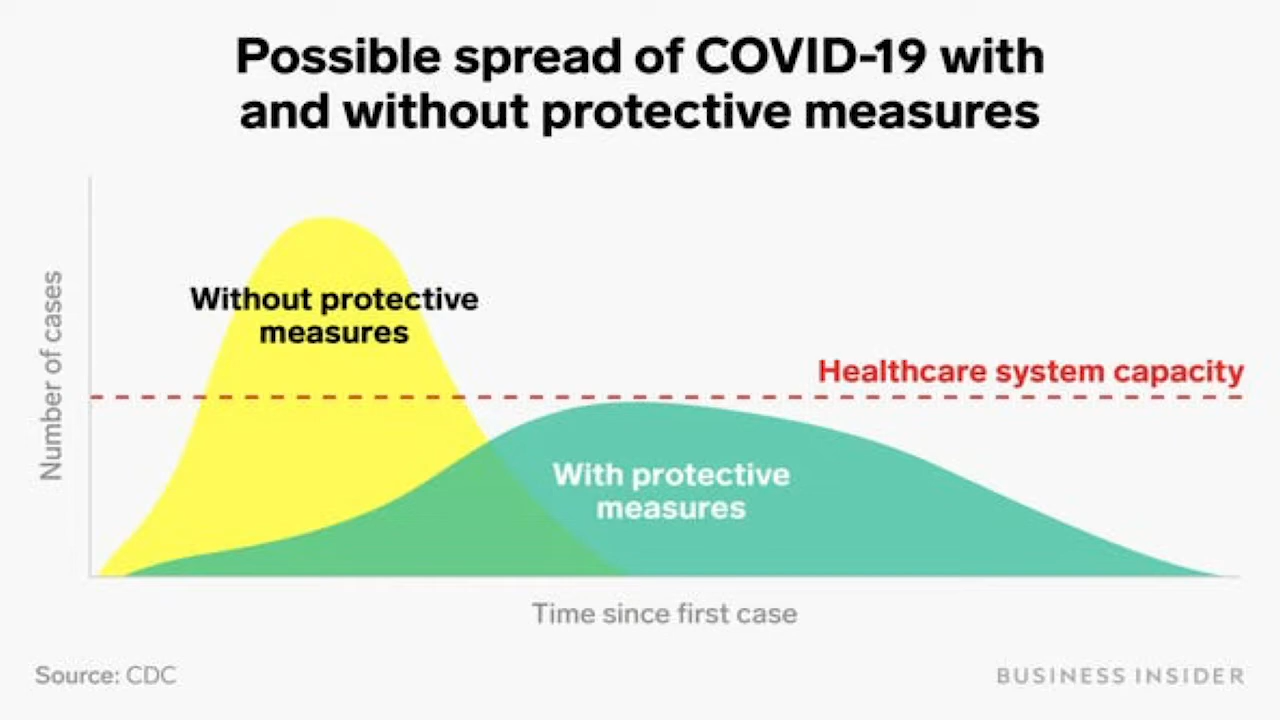 Possible spread of COVID-19 with
and without protective measures
Number of cases
Without protective
measures
Healthcare system capacity
With protective
measures
Time since first case
Source: CDC
BUSINESS INSIDER